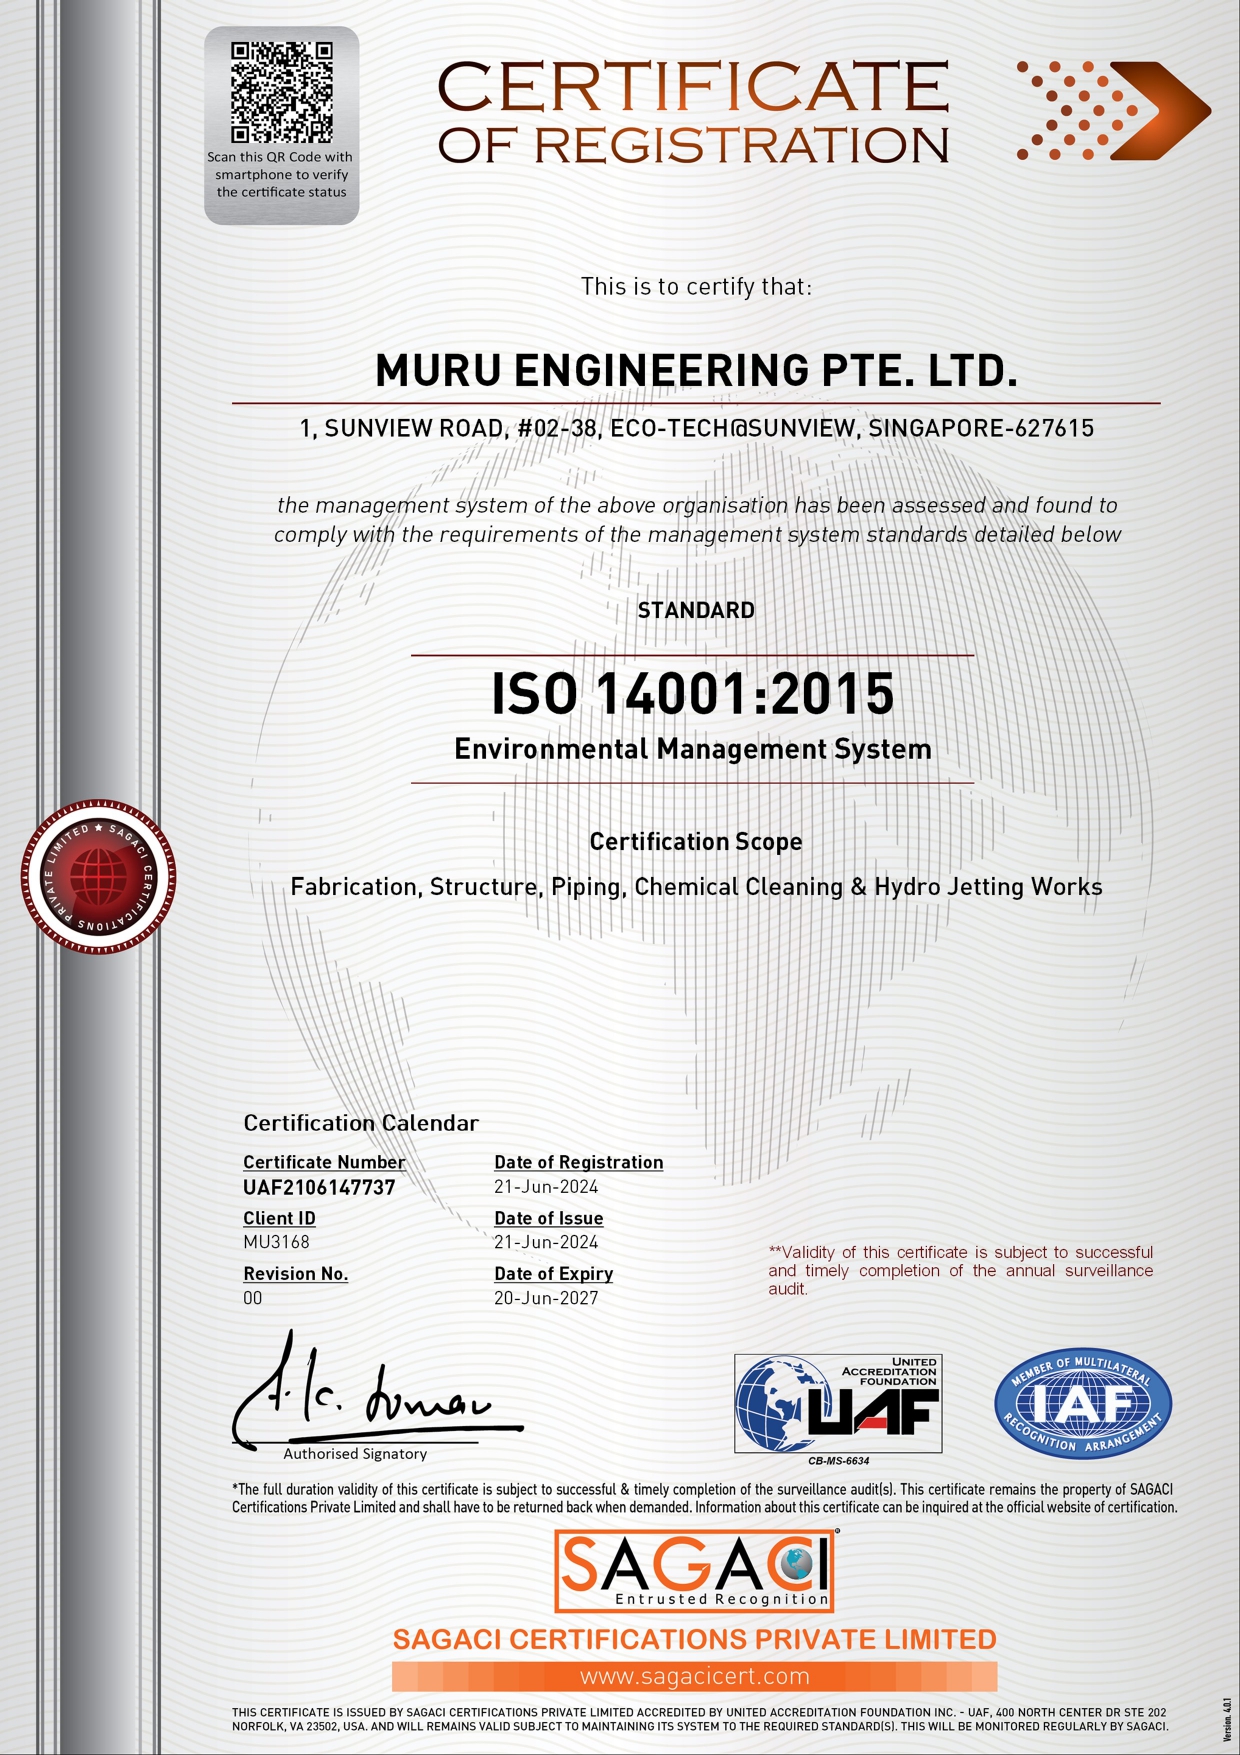 CERTIFICATE
OF REGISTRATION
Scan this QR Code with
smartphone to verify
the certificate status
This is to certify that:
MURU ENGINEERING PTE. LTD.
1, SUNVIEW ROAD, #02-38, ECO-TECH@SUNVIEW, SINGAPORE-627615
the management system of the above organisation has been assessed and found to
comply with the requirements of the management system standards detailed below
STANDARD
ISO 14001:2015
Environmental Management System
Certification Scope
Fabrication, Structure, Piping, Chemical Cleaning & Hydro Jetting Works
SAGACI CERTIFICATIONS PRIVATE LIMITED ★
Certification Calendar
Certificate Number
UAF2106147737
Client ID
MU3168
Revision No.
00
Date of Registration
21-Jun-2024
Date of Issue
21-Jun-2024
Date of Expiry
20-Jun-2027
**Validity of this certificate is subject to successful
and timely completion of the annual surveillance
audit.
Authorised Signatory
UNITED
ACCREDITATION
FOUNDATION
UAF
CB-MS-6634
MEMBER OF MULTILATERAL
IAF
RECOGNITION ARRANGEMENT
*The full duration validity of this certificate is subject to successful & timely completion of the surveillance audit(s). This certificate remains the property of SAGACI
Certifications Private Limited and shall have to be returned back when demanded. Information about this certificate can be inquired at the official website of certification.
SAGACI
®
Entrusted Recognition
SAGACI CERTIFICATIONS PRIVATE LIMITED
www.sagacicert.com
THIS CERTIFICATE IS ISSUED BY SAGACI CERTIFICATIONS PRIVATE LIMITED ACCREDITED BY UNITED ACCREDITATION FOUNDATION INC. - UAF, 400 NORTH CENTER DR STE 202
NORFOLK, VA 23502, USA. AND WILL REMAINS VALID SUBJECT TO MAINTAINING ITS SYSTEM TO THE REQUIRED STANDARD(S). THIS WILL BE MONITORED REGULARLY BY SAGACI.
Version. 4.0.1